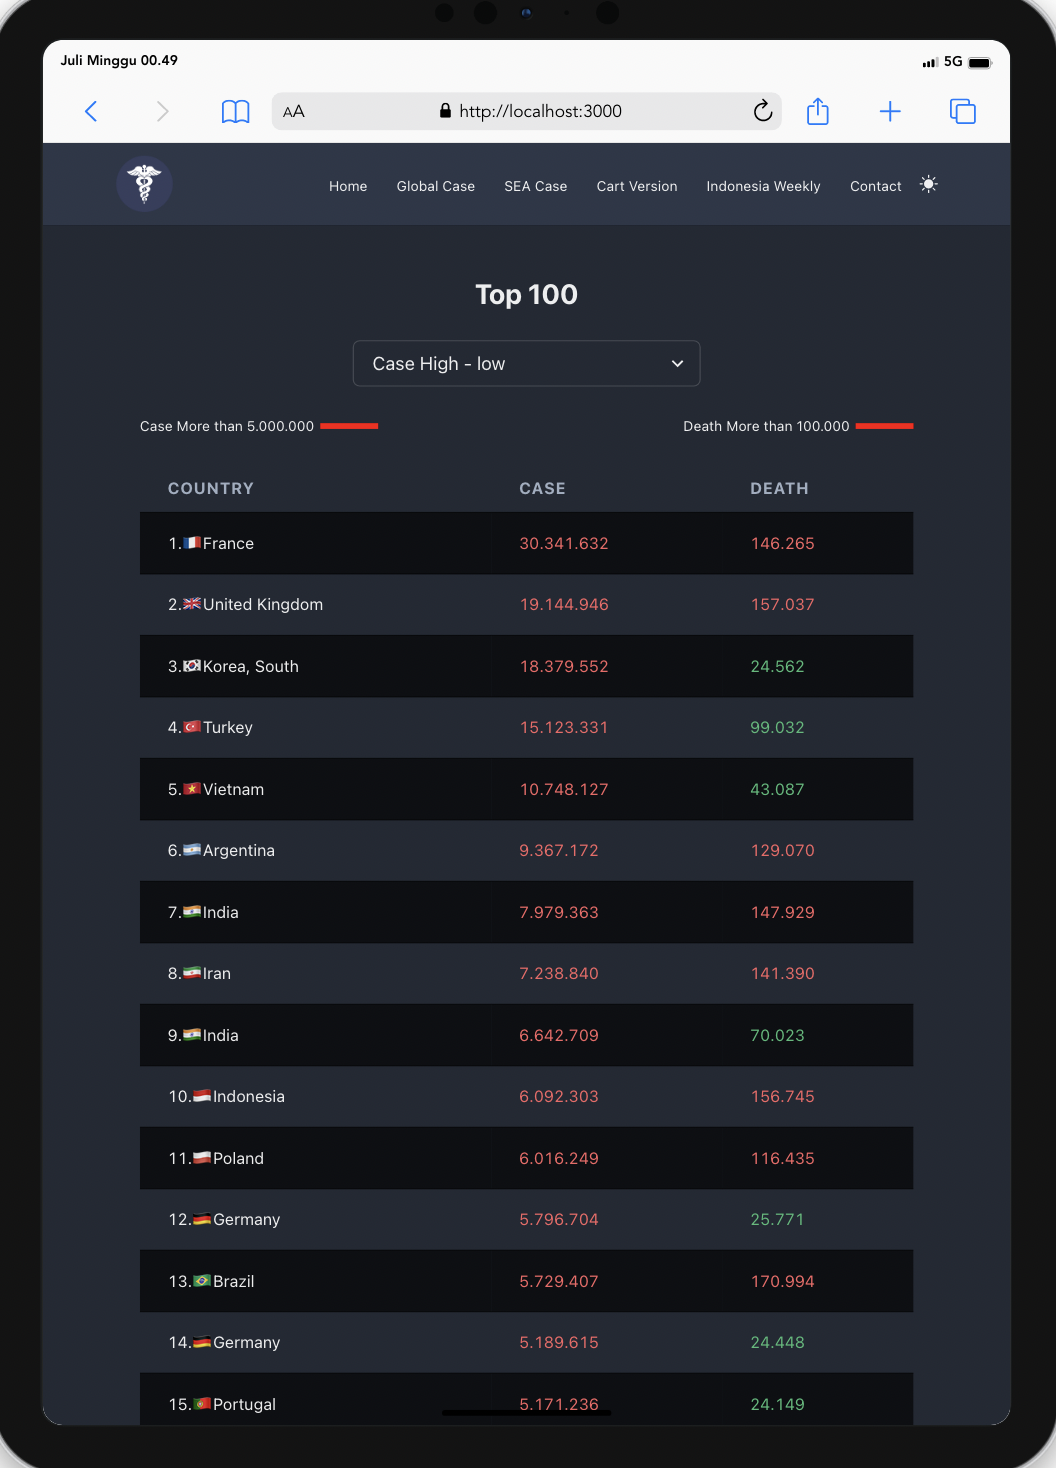 Juli Minggu 00.49 5G
AA http://localhost:3000
Home Global Case SEA Case Cart Version Indonesia Weekly Contact
Top 100
Case High - low
Case More than 5.000.000 Death More than 100.000
COUNTRY CASE DEATH
1.🇫🇷France 30.341.632 146.265
2.🇬🇧United Kingdom 19.144.946 157.037
3.🇰🇷Korea, South 18.379.552 24.562
4.🇹🇷Turkey 15.123.331 99.032
5.🇻🇳Vietnam 10.748.127 43.087
6.🇦🇷Argentina 9.367.172 129.070
7.🇮🇳India 7.979.363 147.929
8.🇮🇷Iran 7.238.840 141.390
9.🇮🇳India 6.642.709 70.023
10.🇮🇩Indonesia 6.092.303 156.745
11.🇵🇱Poland 6.016.249 116.435
12.🇩🇪Germany 5.796.704 25.771
13.🇧🇷Brazil 5.729.407 170.994
14.🇩🇪Germany 5.189.615 24.448
15.🇵🇹Portugal 5.171.236 24.149